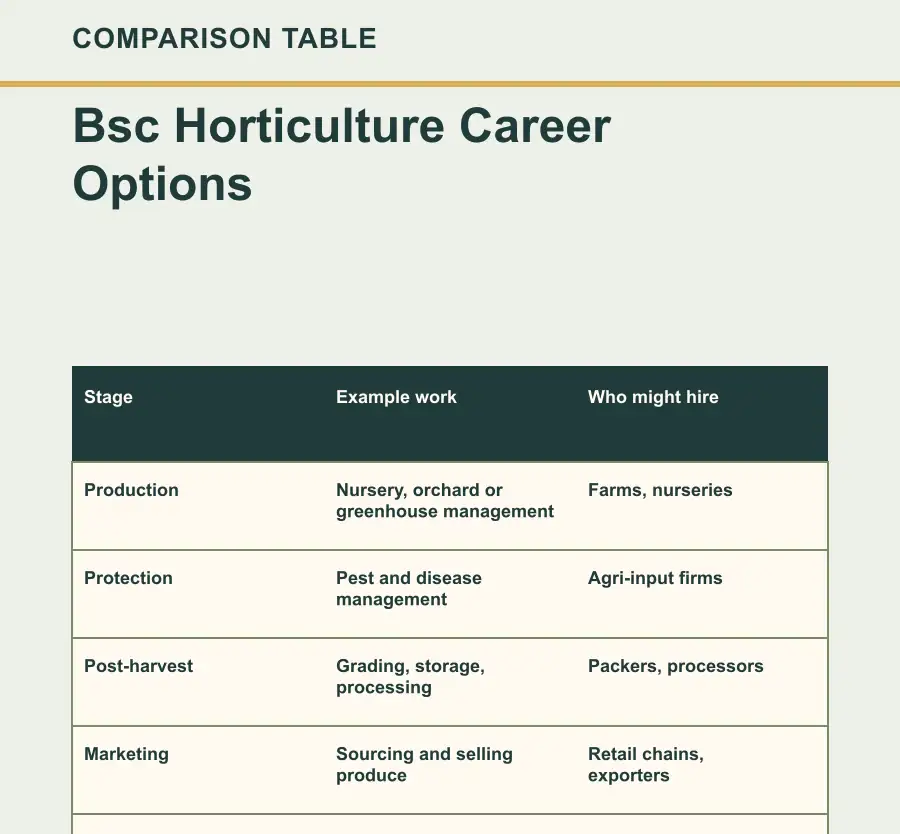 COMPARISON TABLE
Bsc Horticulture Career
Options
Stage Example work Who might hire
Production Nursery, orchard or Farms, nurseries
greenhouse management
Protection Pest and disease Agri-input firms
management
Post-harvest Grading, storage, Packers, processors
processing
Marketing Sourcing and selling Retail chains,
produce exporters